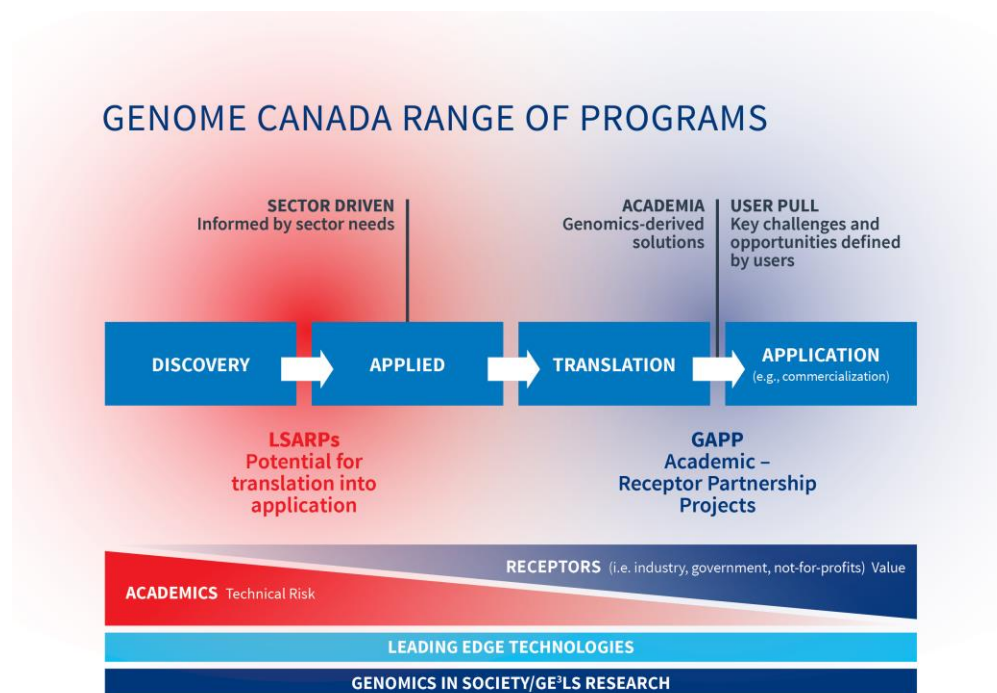 GENOME CANADA RANGE OF PROGRAMS
SECTOR DRIVEN
Informed by sector needs
ACADEMIA
Genomics-derived
solutions
USER PULL
Key challenges and
opportunities defined
by users
DISCOVERY
APPLIED
TRANSLATION
APPLICATION
(e.g., commercialization)
LSARPs
Potential for
translation into
application
GAPP
Academic –
Receptor Partnership
Projects
RECEPTORS (i.e. industry, government, not-for-profits) Value
ACADEMICS Technical Risk
LEADING EDGE TECHNOLOGIES
GENOMICS IN SOCIETY/GE³LS RESEARCH